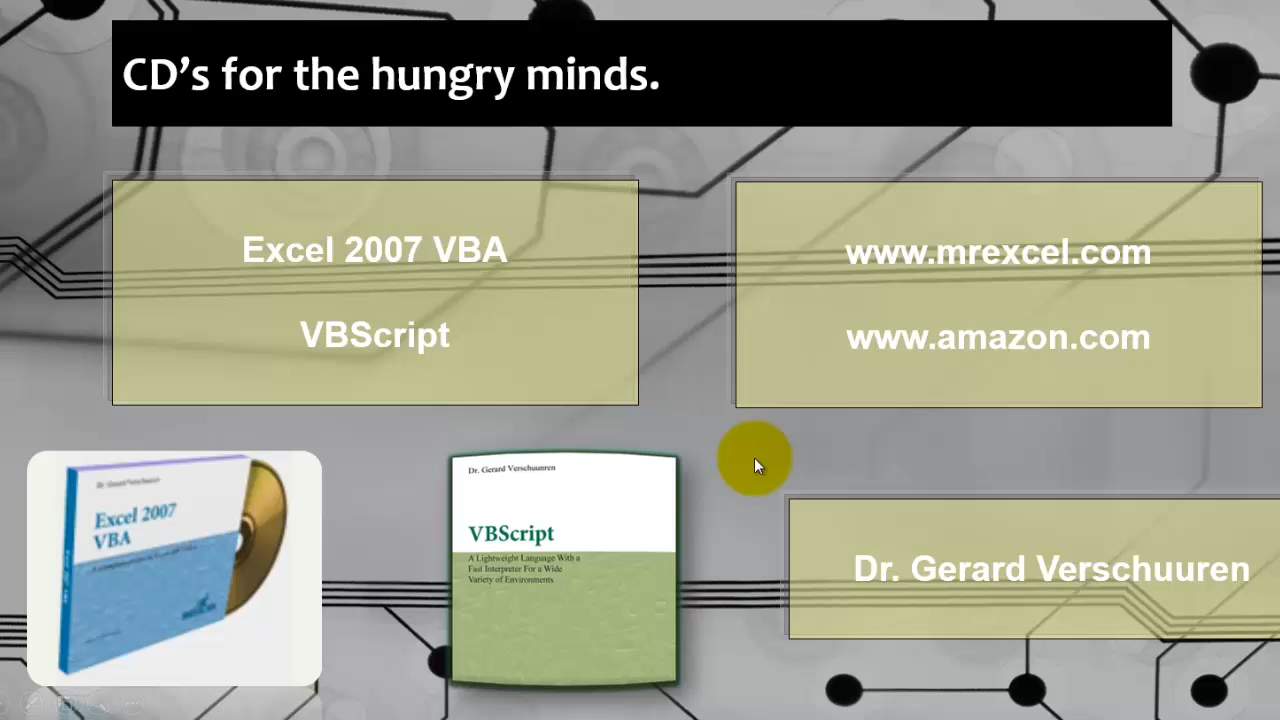 CD’s for the hungry minds.
Excel 2007 VBA
VBScript
www.mrexcel.com
www.amazon.com
Excel 2007
VBA
Dr. Gerard Verschuuren
VBScript
A Lightweight Language With a
Fast Interpreter For a Wide
Variety of Environments
Dr. Gerard Verschuuren